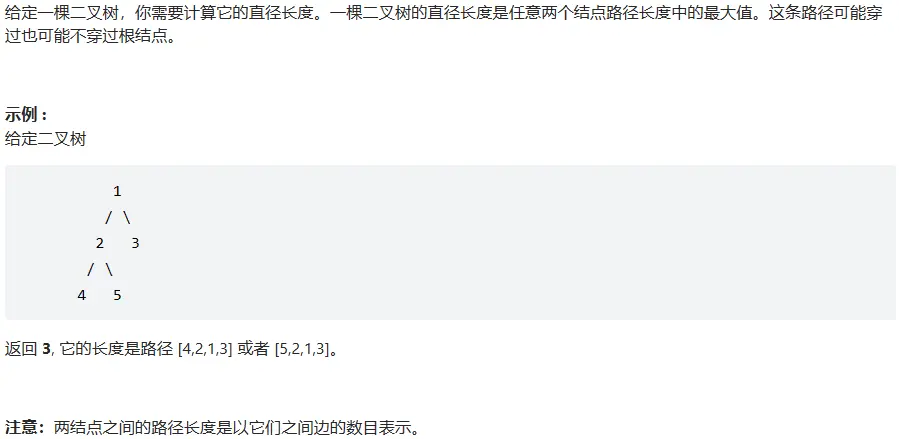 给定一棵二叉树，你需要计算它的直径长度。一棵二叉树的直径长度是任意两个结点路径长度中的最大值。这条路径可能穿
过也可能不穿过根结点。
示例 :
给定二叉树
1
/ \
2 3
/ \
4 5
返回 3, 它的长度是路径 [4,2,1,3] 或者 [5,2,1,3]。
注意：两结点之间的路径长度是以它们之间边的数目表示。